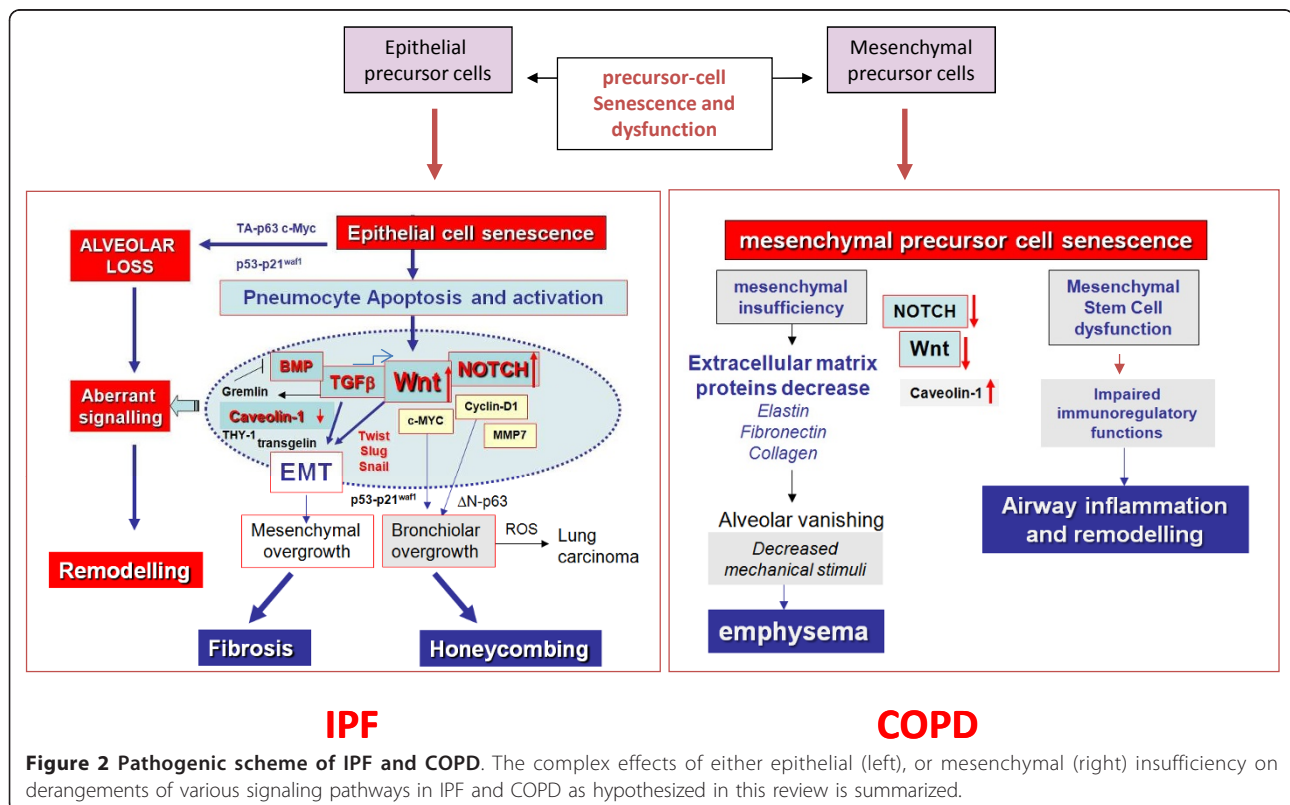 Epithelial
precursor cells
precursor-cell
Senescence and
dysfunction
Mesenchymal
precursor cells
ALVEOLAR
LOSS
TA-p63 c-Myc
p53-p21waf1
Epithelial cell senescence
Pneumocyte Apoptosis and activation
BMP
TGFβ
Wnt
NOTCH
Gremlin
Caveolin-1
THY-1
transgelin
c-MYC
Cyclin-D1
MMP7
Twist
Slug
Snail
EMT
Aberrant
signalling
p53-p21waf1
ΔN-p63
Mesenchymal
overgrowth
Bronchiolar
overgrowth
ROS
Lung
carcinoma
Remodelling
Fibrosis
Honeycombing
IPF
mesenchymal precursor cell senescence
mesenchymal
insufficiency
NOTCH
Wnt
Caveolin-1
Mesenchymal
Stem Cell
dysfunction
Extracellular matrix
proteins decrease
Elastin
Fibronectin
Collagen
Impaired
immunoregulatory
functions
Alveolar vanishing
Decreased
mechanical stimuli
emphysema
Airway inflammation
and remodelling
COPD
Figure 2 Pathogenic scheme of IPF and COPD. The complex effects of either epithelial (left), or mesenchymal (right) insufficiency on
derangements of various signaling pathways in IPF and COPD as hypothesized in this review is summarized.